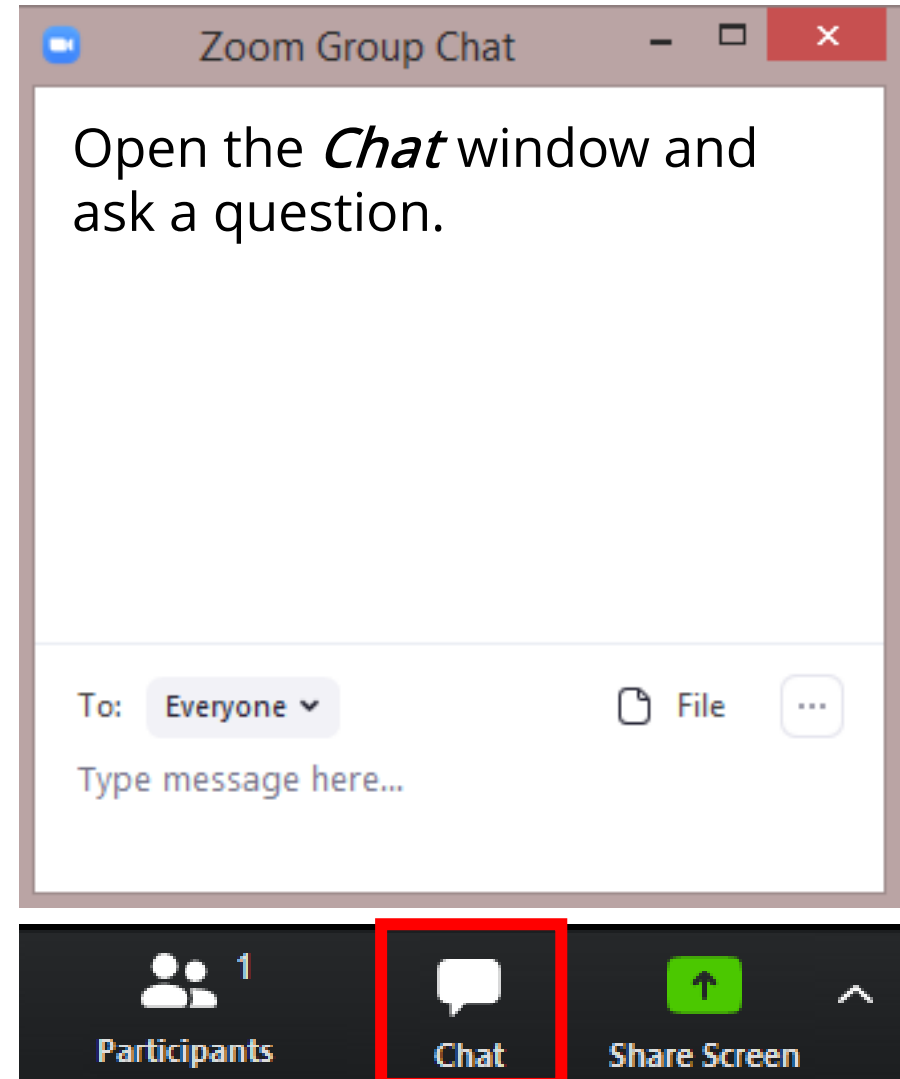 Zoom Group Chat
Open the Chat window and
ask a question.
To: Everyone File
Type message here...
1
Participants Chat Share Screen